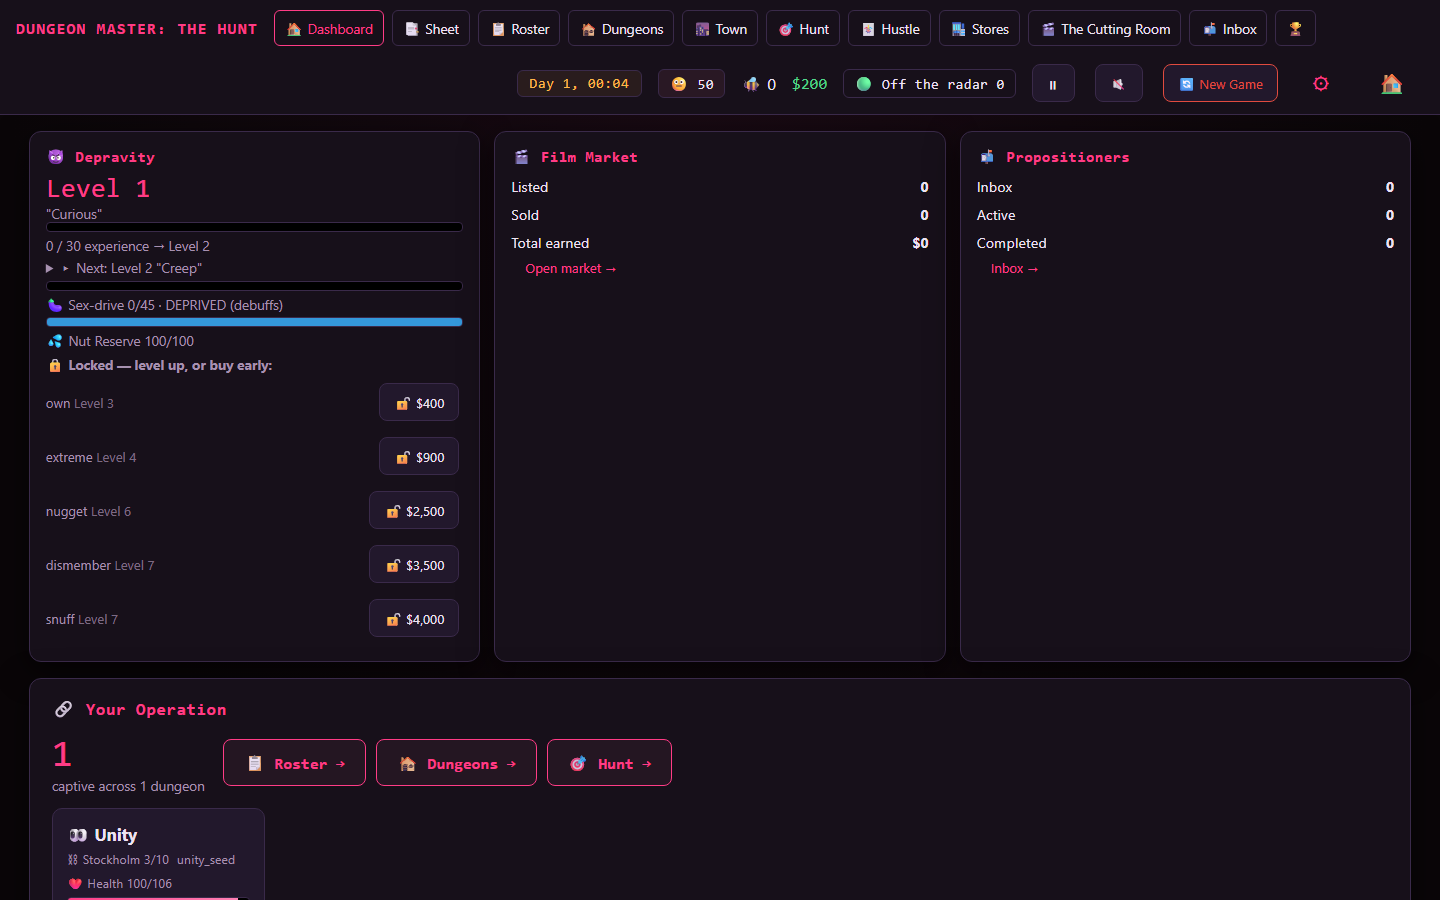 DUNGEON MASTER: THE HUNT
Dashboard
Sheet
Roster
Dungeons
Town
Hunt
Hustle
Stores
The Cutting Room
Inbox
Day 1, 00:04
50
0
$200
Off the radar 0
New Game
Depravity
Level 1
"Curious"
0 / 30 experience → Level 2
Next: Level 2 "Creep"
Sex-drive 0/45 · DEPRIVED (debuffs)
Nut Reserve 100/100
Locked — level up, or buy early:
own Level 3
$400
extreme Level 4
$900
nugget Level 6
$2,500
dismember Level 7
$3,500
snuff Level 7
$4,000
Film Market
Listed 0
Sold 0
Total earned $0
Open market →
Propositioners
Inbox 0
Active 0
Completed 0
Inbox →
Your Operation
1
captive across 1 dungeon
Roster →
Dungeons →
Hunt →
Unity
Stockholm 3/10 unity_seed
Health 100/106